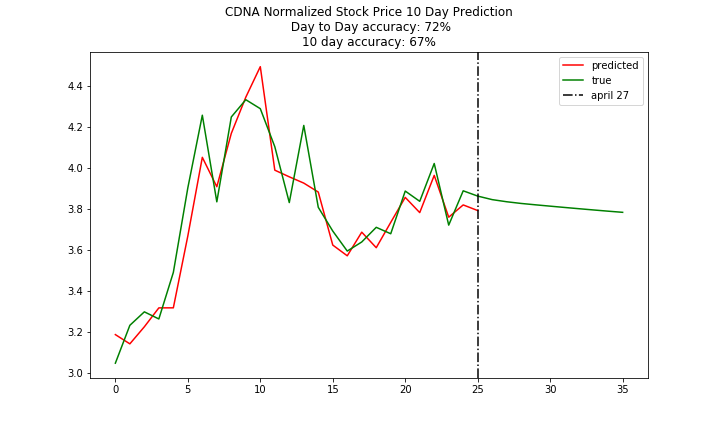 CDNA Normalized Stock Price 10 Day Prediction
Day to Day accuracy: 72%
10 day accuracy: 67%
predicted
true
april 27
4.4
4.2
4.0
3.8
3.6
3.4
3.2
3.0
0 5 10 15 20 25 30 35